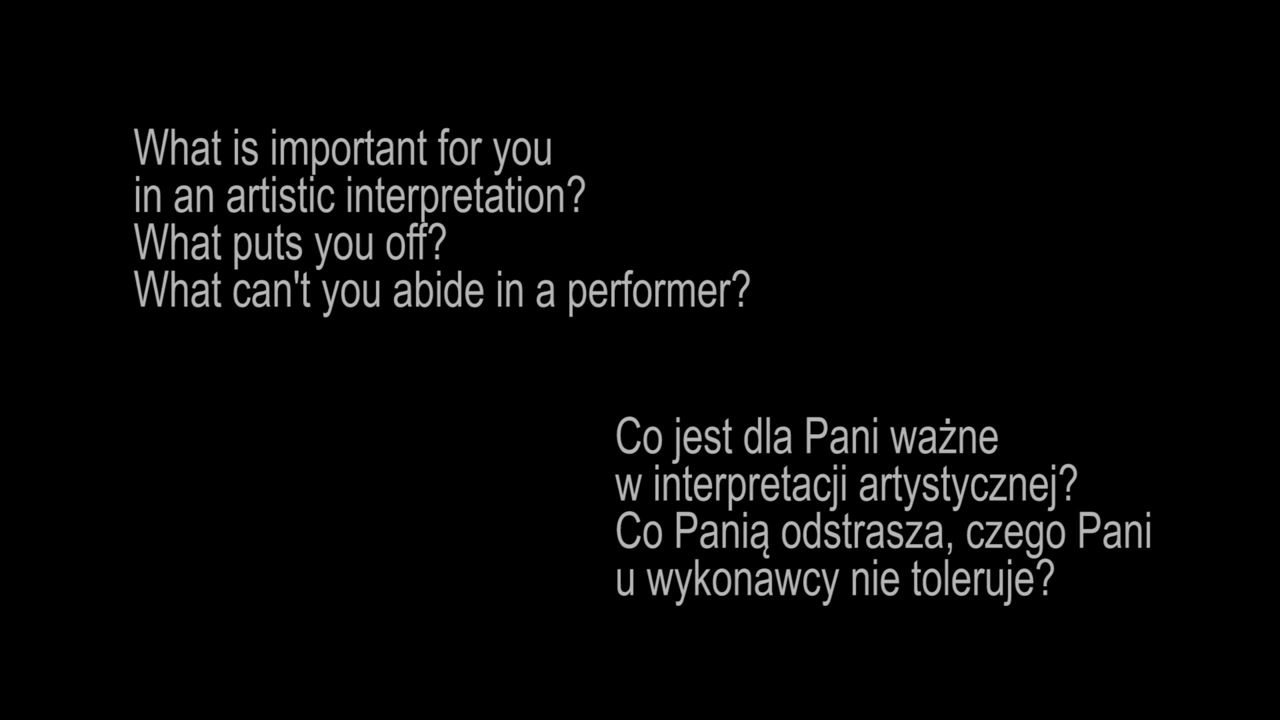 What is important for you
in an artistic interpretation?
What puts you off?
What can't you abide in a performer?
Co jest dla Pani ważne
w interpretacji artystycznej?
Co Panią odstrasza, czego Pani
u wykonawcy nie toleruje?